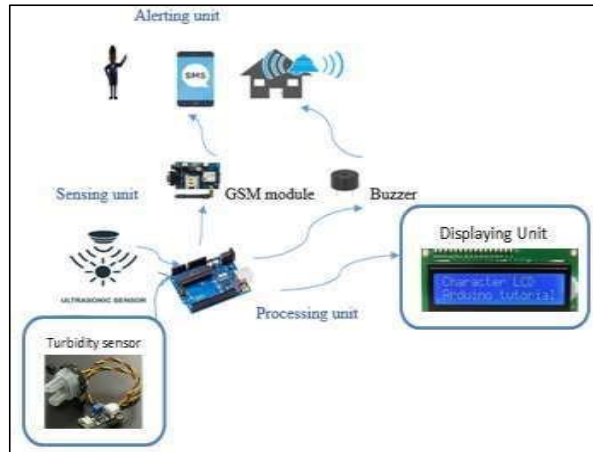 Alerting unit
SMS
Sensing unit
GSM module
Buzzer
Displaying Unit
Character LCD
Arduino tutorial
ULTRASONIC SENSOR
Processing unit
Turbidity sensor